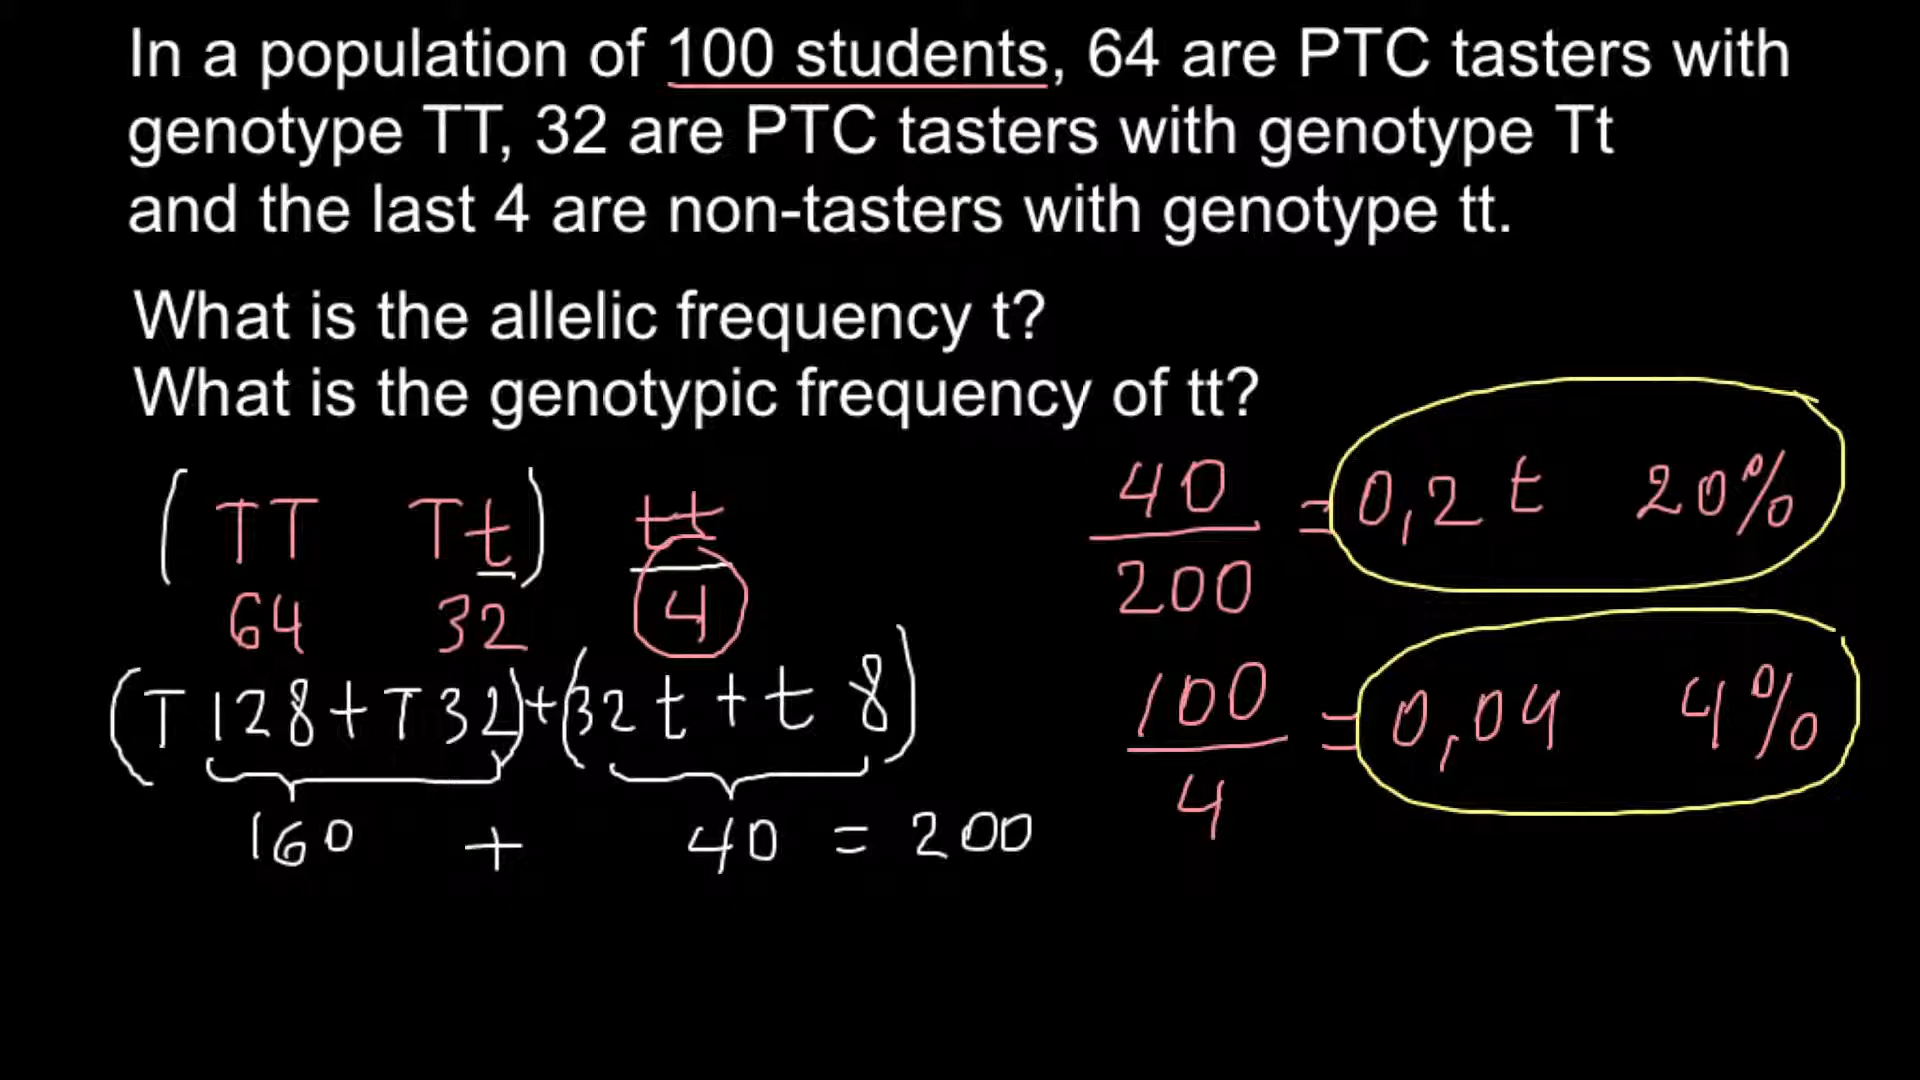 In a population of 100 students, 64 are PTC tasters with
genotype TT, 32 are PTC tasters with genotype Tt
and the last 4 are non-tasters with genotype tt.
What is the allelic frequency t?
What is the genotypic frequency of tt?
(TT Tt) tt
64 32 4
(T 128 + T 32) + (32 t + t 8)
160 + 40 = 200
40
200
= 0,2 t 20%
100
4
= 0,04 4%